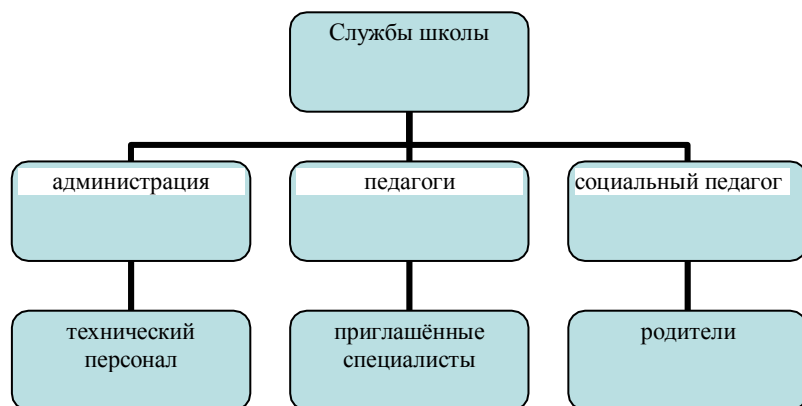 Службы школы
администрация
педагоги
социальный педагог
технический
персонал
приглашённые
специалисты
родители